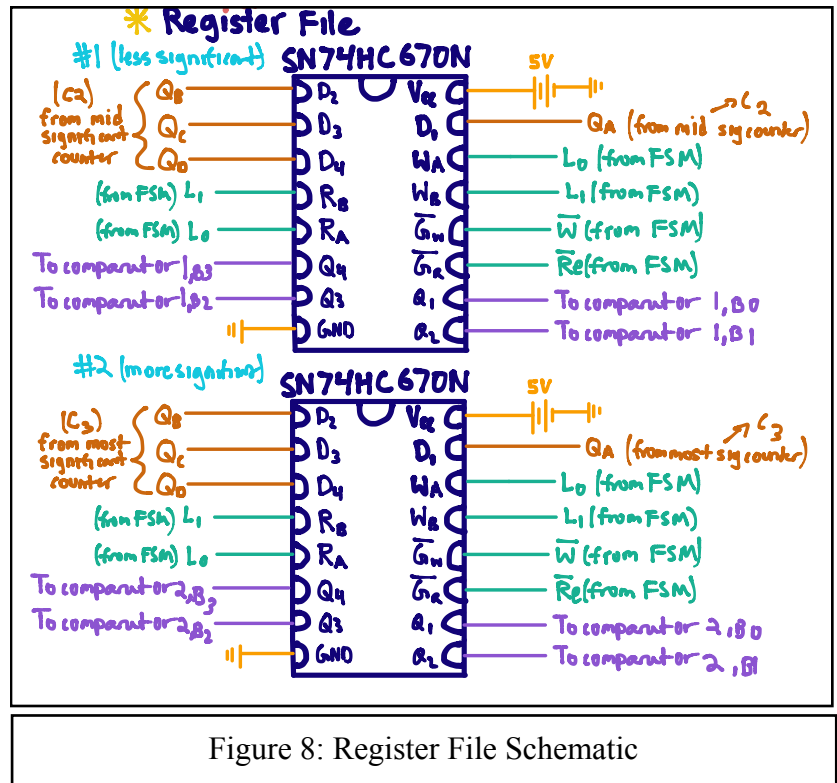 * Register File
#1 (less significant)
SN74HC670N
(C2)
from mid
significant
counter
QB
QC
QD
(from FSM) L1
(from FSM) L0
To comparator 1,B3
To comparator 1,B2
D2
D3
D4
RB
RA
Q4
Q3
GND
Vcc
D1
WA
WB
G̅W
G̅R
Q1
Q2
5V
C2
QA (from mid sig counter)
L0 (from FSM)
L1 (from FSM)
W̅ (from FSM)
R̅e̅ (from FSM)
To comparator 1,B0
To comparator 1,B1
#2 (more significant)
SN74HC670N
(C3)
from most
significant
counter
QB
QC
QD
(from FSM) L1
(from FSM) L0
To comparator 2,B3
To comparator 2,B2
D2
D3
D4
RB
RA
Q4
Q3
GND
Vcc
D1
WA
WB
G̅W
G̅R
Q1
Q2
5V
C3
QA (from most sig counter)
L0 (from FSM)
L1 (from FSM)
W̅ (from FSM)
R̅e̅ (from FSM)
To comparator 2,B0
To comparator 2,B1
Figure 8: Register File Schematic